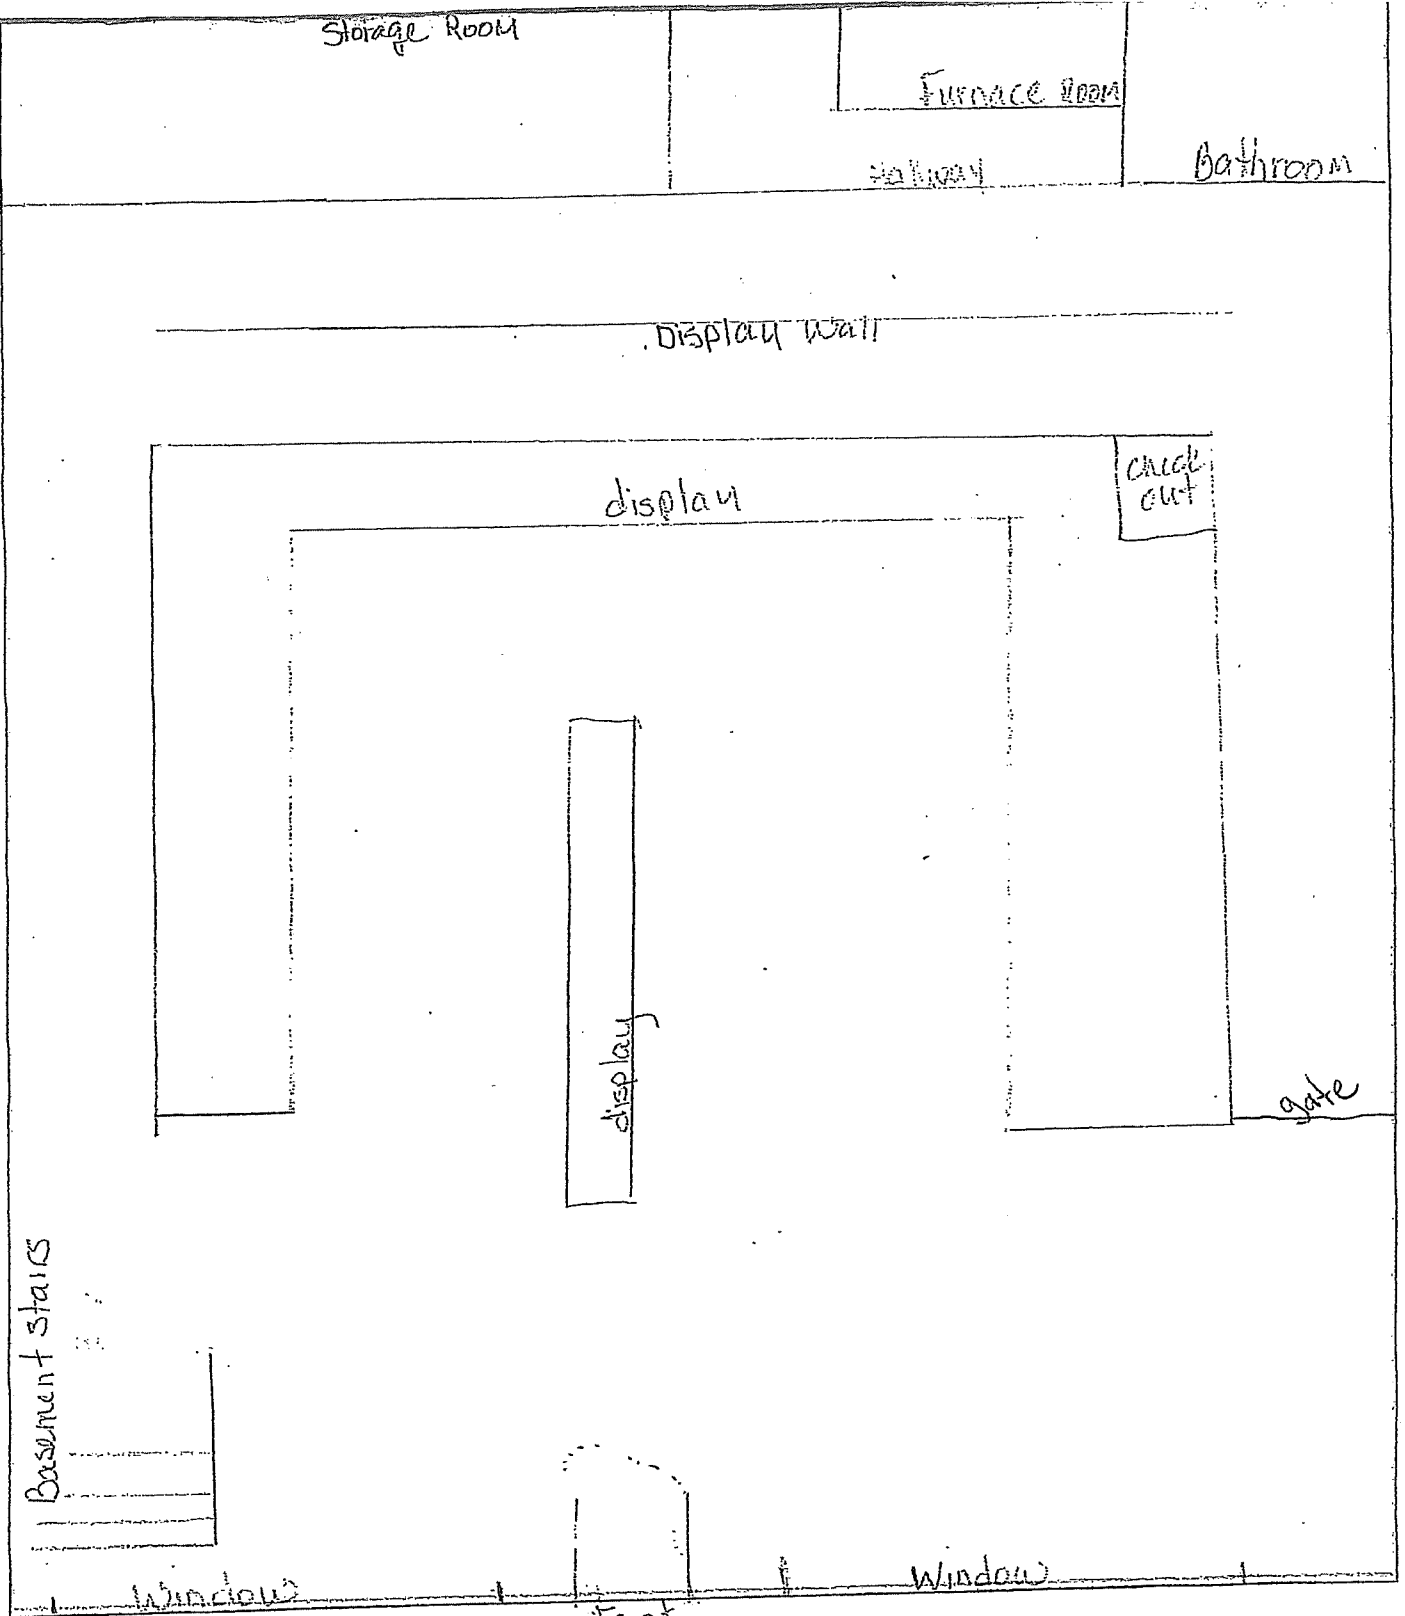 Storage Room
Furnace Room
Hallway
Bathroom
Display Wall
display
check
out
display
gate
Basement stairs
Window
Window